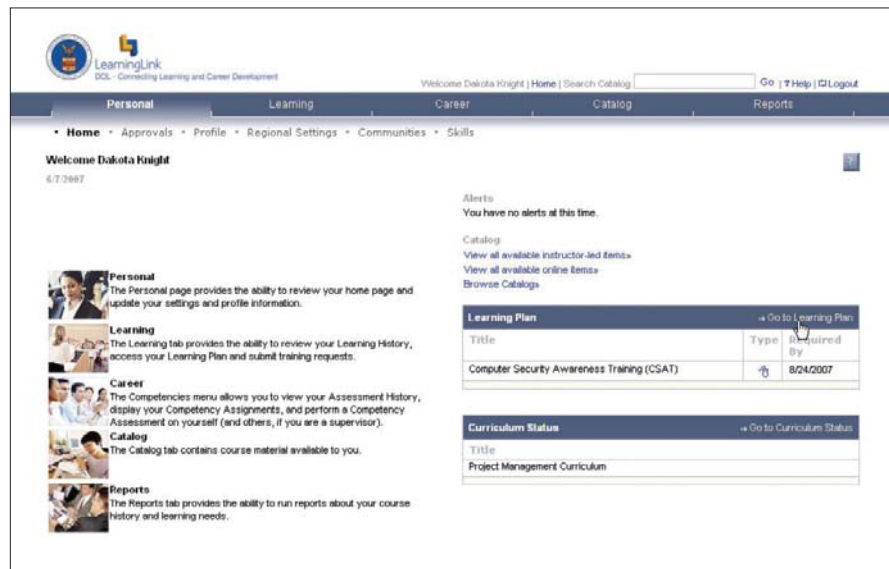 LearningLink
DOL - Connecting Learning and Career Development
Welcome Dakota Knight | Home | Search Catalog Go | ? Help | Logout
Personal Learning Career Catalog Reports
• Home • Approvals • Profile • Regional Settings • Communities • Skills
Welcome Dakota Knight ?
6/7/2007
Alerts
You have no alerts at this time.
Catalog
View all available instructor-led items»
View all available online items»
Browse Catalog»
Personal
The Personal page provides the ability to review your home page and
update your settings and profile information.
Learning
The Learning tab provides the ability to review your Learning History,
access your Learning Plan and submit training requests.
Career
The Competencies menu allows you to view your Assessment History,
display your Competency Assignments, and perform a Competency
Assessment on yourself (and others, if you are a supervisor).
Catalog
The Catalog tab contains course material available to you.
Reports
The Reports tab provides the ability to run reports about your course
history and learning needs.
Learning Plan Go to Learning Plan
Title Type Required
By
Computer Security Awareness Training (CSAT) 8/24/2007
Curriculum Status Go to Curriculum Status
Title
Project Management Curriculum